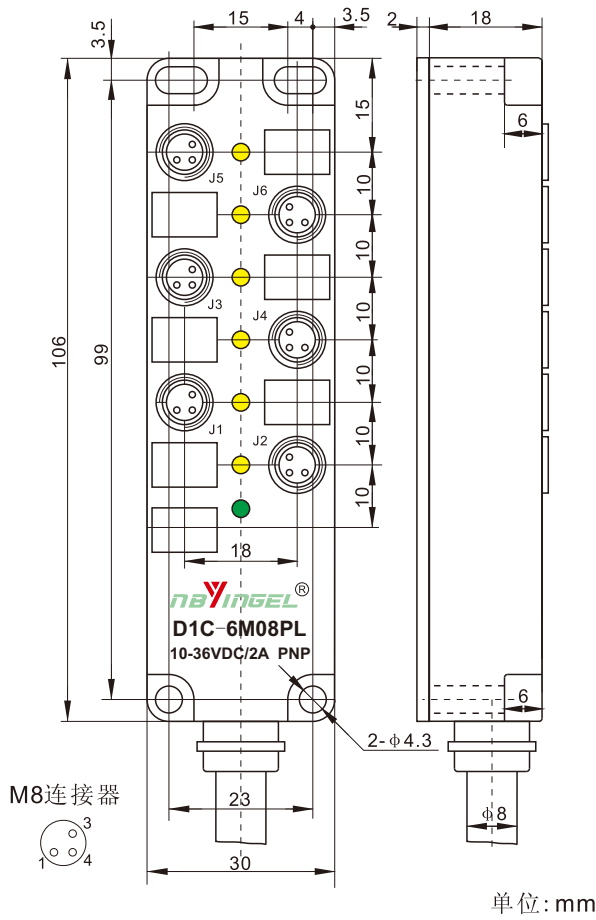 15 4 3.5 2 18
3.5
15
6
J5
10
J6
10
J3
10
J4
106
99
10
J1
J2
10
10
18
NBYINGEL®
D1C-6M08PL
10-36VDC/2A PNP
6
2-ϕ4.3
M8连接器
3
1 4
23
ϕ8
30
单位:mm